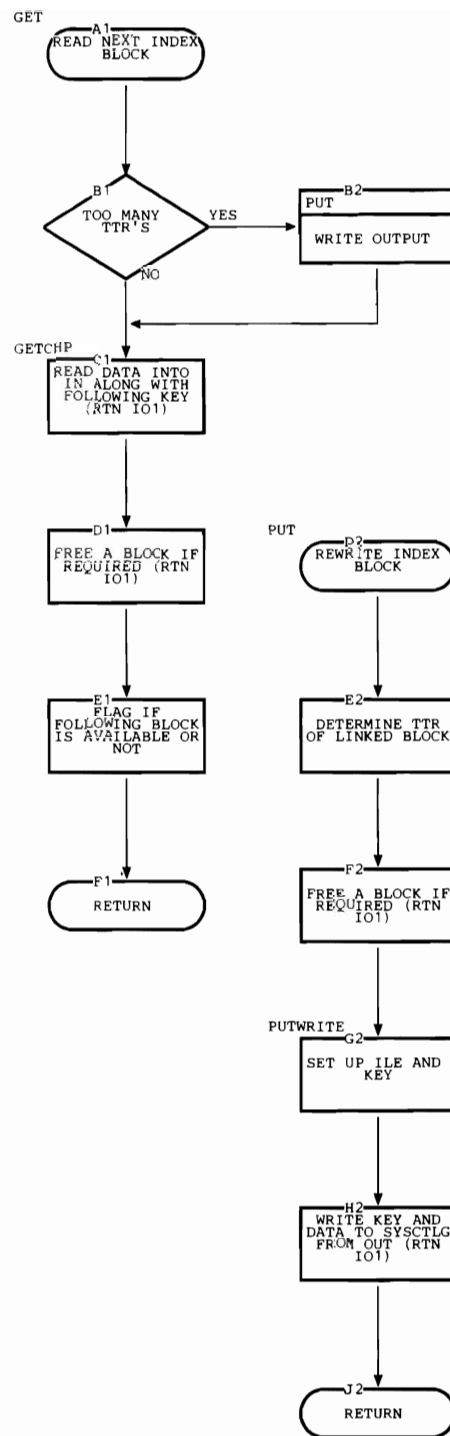 GET
A1
READ NEXT INDEX
BLOCK
B1
TOO MANY
TTR'S
YES
NO
B2
PUT
WRITE OUTPUT
GETCHP
C1
READ DATA INTO
IN ALONG WITH
FOLLOWING KEY
(RTN IO1)
D1
FREE A BLOCK IF
REQUIRED (RTN
IO1)
E1
FLAG IF
FOLLOWING BLOCK
IS AVAILABLE OR
NOT
F1
RETURN
PUT
D2
REWRITE INDEX
BLOCK
E2
DETERMINE TTR
OF LINKED BLOCK
F2
FREE A BLOCK IF
REQUIRED (RTN
IO1)
PUTWRITE
G2
SET UP ILE AND
KEY
H2
WRITE KEY AND
DATA TO SYSCTLG
FROM OUT (RTN
IO1)
J2
RETURN